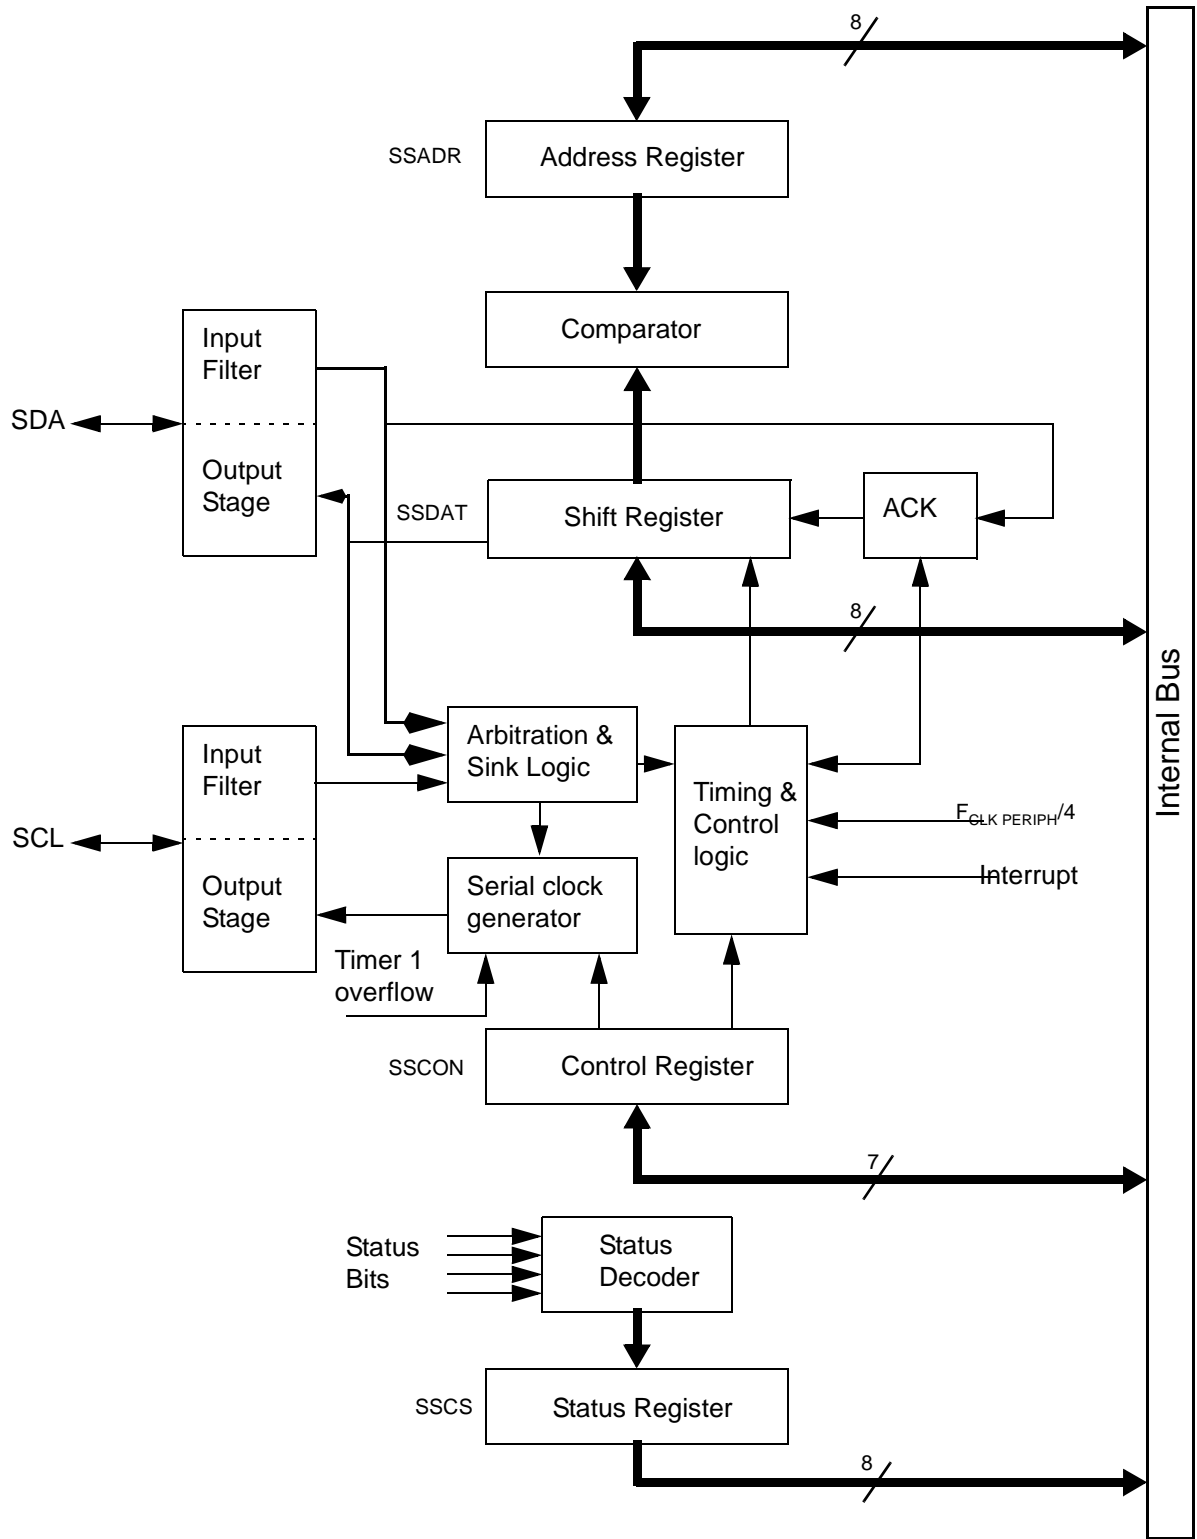 8
SSADR
Address Register
Comparator
Input
Filter
SDA
Output
Stage
SSDAT
Shift Register
ACK
8
Internal Bus
Input
Filter
Arbitration &
Sink Logic
Timing &
Control
logic
FCLK PERIPH/4
SCL
Interrupt
Output
Stage
Serial clock
generator
Timer 1
overflow
SSCON
Control Register
7
Status
Bits
Status
Decoder
SSCS
Status Register
8